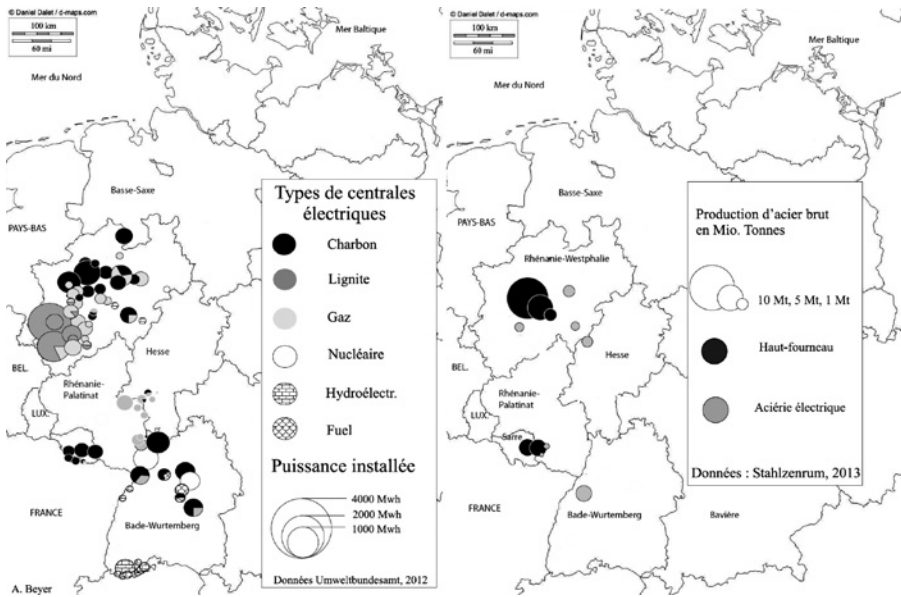 © Daniel Dalet / d-maps.com
100 km
60 mi
Mer du Nord
Mer Baltique
Basse-Saxe
PAYS-BAS
BEL.
Hesse
Rhénanie-
Palatinat
LUX.
FRANCE
Bade-Wurtemberg
A. Beyer
Types de centrales
électriques
Charbon
Lignite
Gaz
Nucléaire
Hydroélectr.
Fuel
Puissance installée
4000 Mwh
2000 Mwh
1000 Mwh
Données Umweltbundesamt, 2012
© Daniel Dalet / d-maps.com
100 km
60 mi
Mer du Nord
Mer Baltique
Basse-Saxe
PAYS-BAS
Rhénanie-Westphalie
BEL.
Hesse
Rhénanie-
Palatinat
LUX.
Sarre
FRANCE
Bade-Wurtemberg
Bavière
Production d'acier brut
en Mio. Tonnes
10 Mt, 5 Mt, 1 Mt
Haut-fourneau
Aciérie électrique
Données : Stahlzenrum, 2013